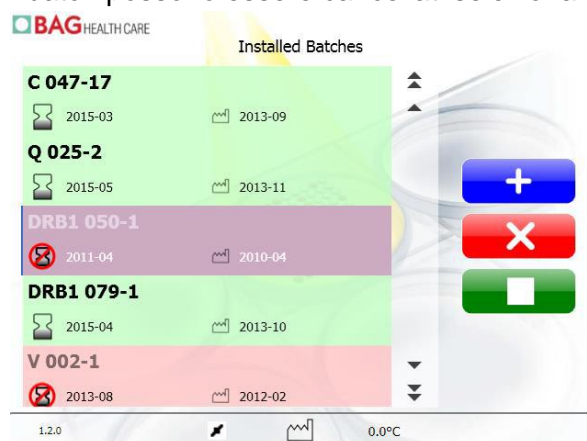 BAG HEALTH CARE
Installed Batches
C 047-17
2015-03 2013-09
Q 025-2
2015-05 2013-11
DRB1 050-1
2011-04 2010-04
DRB1 079-1
2015-04 2013-10
V 002-1
2013-08 2012-02
1.2.0 0.0°C